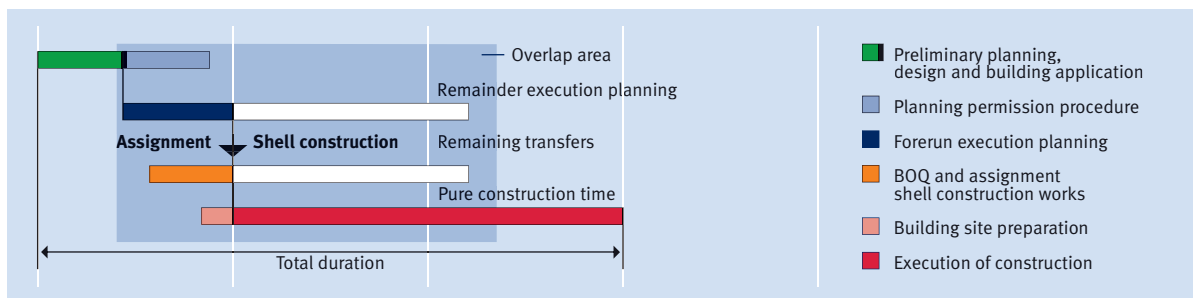 Overlap area
Remainder execution planning
Assignment
Shell construction
Remaining transfers
Pure construction time
Total duration
Preliminary planning,
design and building application
Planning permission procedure
Forerun execution planning
BOQ and assignment
shell construction works
Building site preparation
Execution of construction